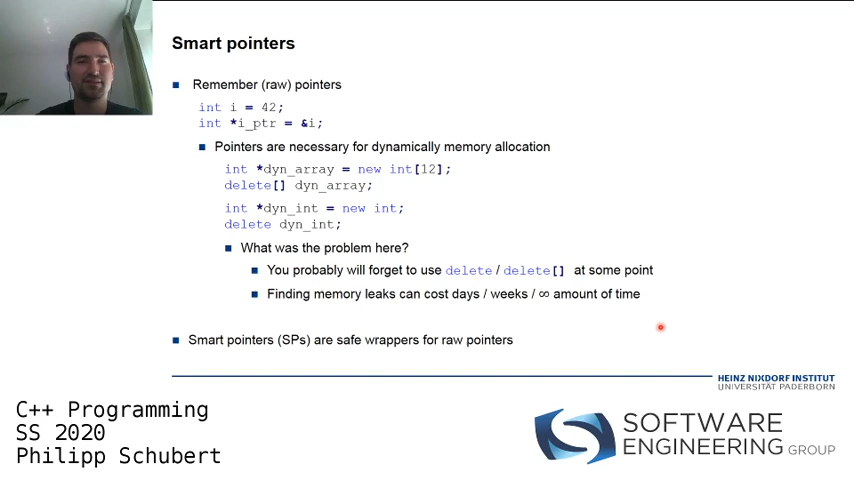 Smart pointers
Remember (raw) pointers
int i = 42;
int *i_ptr = &i;
Pointers are necessary for dynamically memory allocation
int *dyn_array = new int[12];
delete[] dyn_array;
int *dyn_int = new int;
delete dyn_int;
What was the problem here?
You probably will forget to use delete / delete[] at some point
Finding memory leaks can cost days / weeks / ∞ amount of time
Smart pointers (SPs) are safe wrappers for raw pointers
HEINZ NIXDORF INSTITUT
UNIVERSITÄT PADERBORN
C++ Programming
SS 2020
Philipp Schubert
SOFTWARE
ENGINEERING GROUP